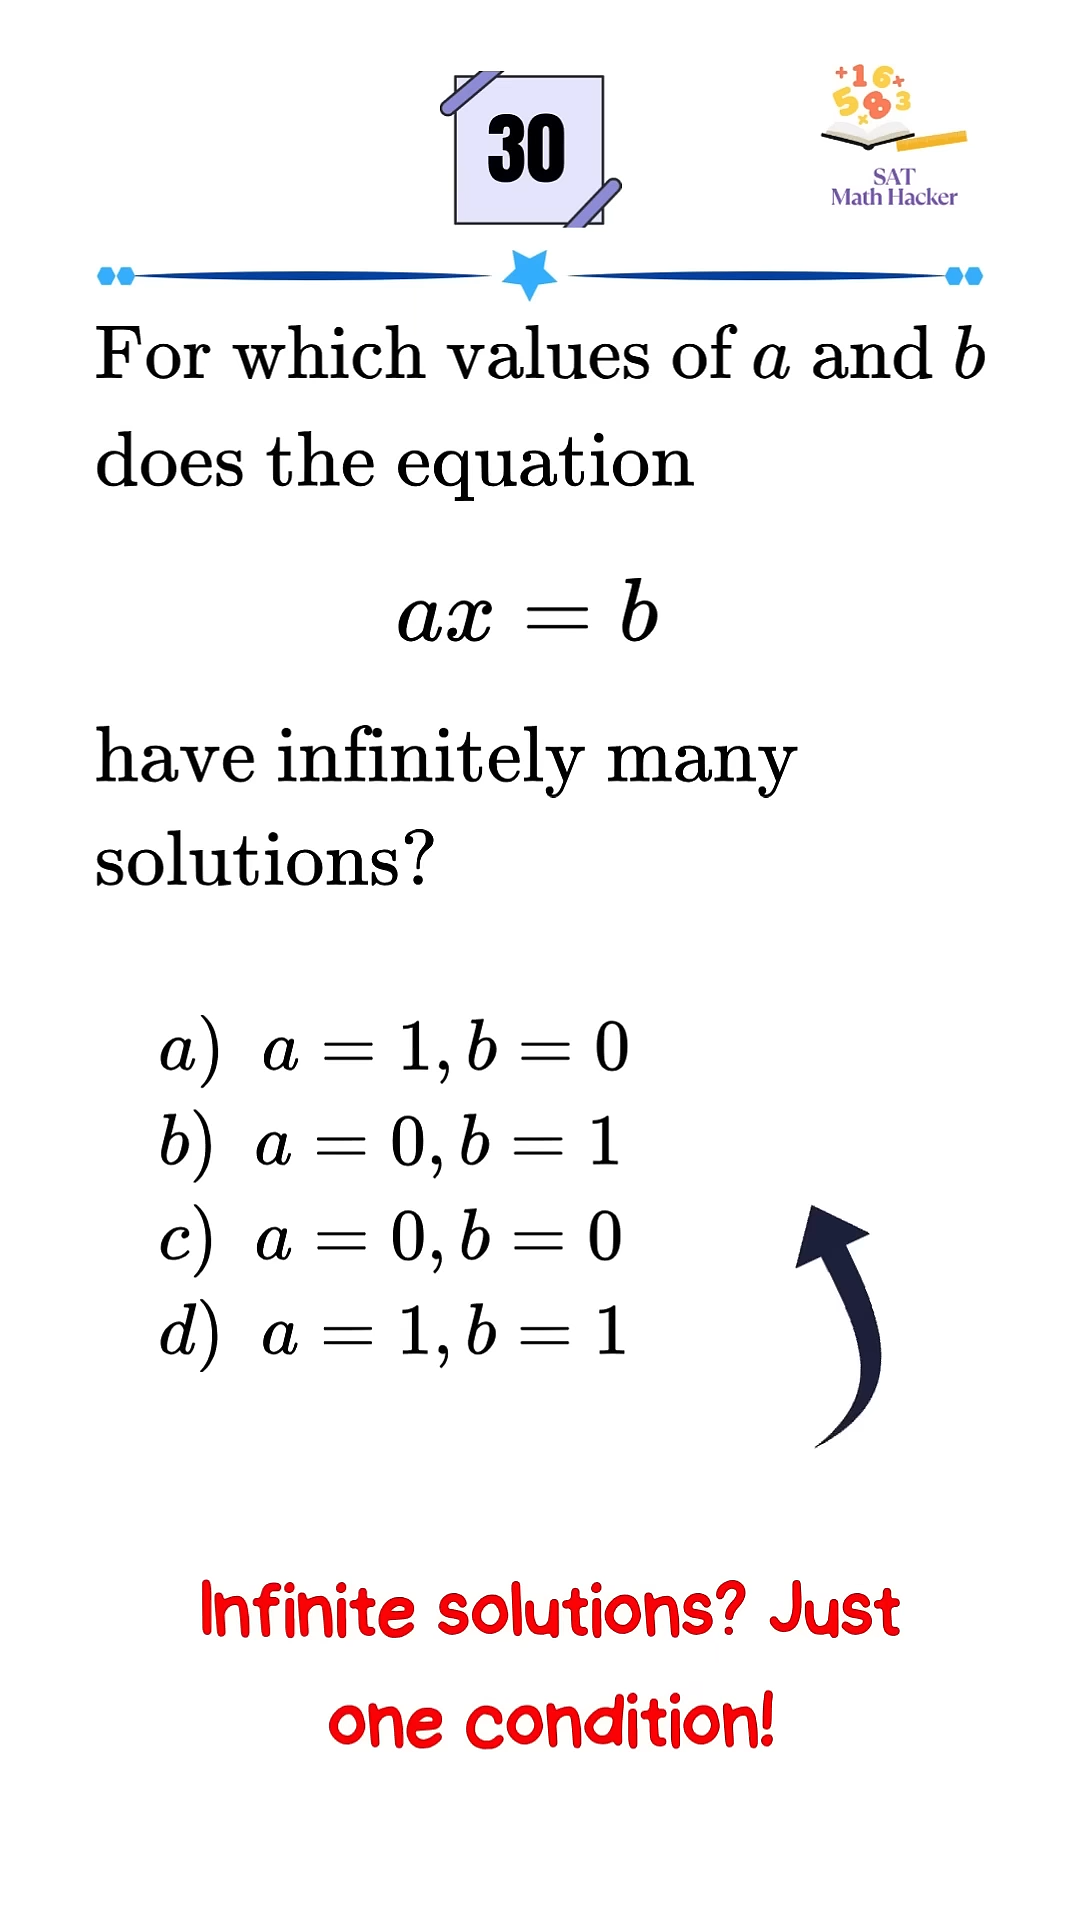 30
+16+
583
×
SAT
Math Hacker
For which values of a and b
does the equation
ax = b
have infinitely many
solutions?
a) a = 1, b = 0
b) a = 0, b = 1
c) a = 0, b = 0
d) a = 1, b = 1
Infinite solutions? Just
one condition!